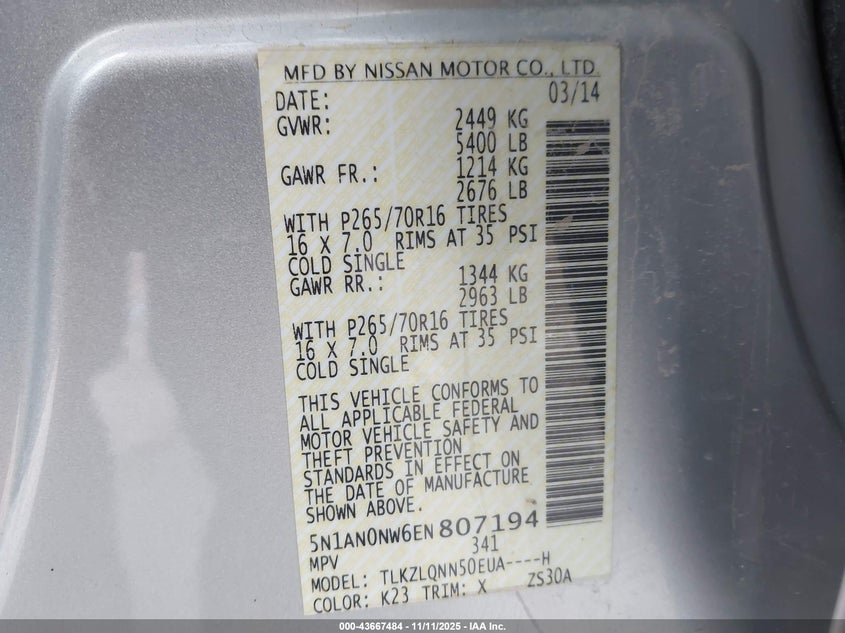 MFD BY NISSAN MOTOR CO., LTD.
DATE: 03/14
GVWR: 2449 KG
5400 LB
GAWR FR.: 1214 KG
2676 LB
WITH P265/70R16 TIRES
16 X 7.0 RIMS AT 35 PSI
COLD SINGLE
GAWR RR.: 1344 KG
2963 LB
WITH P265/70R16 TIRES
16 X 7.0 RIMS AT 35 PSI
COLD SINGLE
THIS VEHICLE CONFORMS TO
ALL APPLICABLE FEDERAL
MOTOR VEHICLE SAFETY AND
THEFT PREVENTION
STANDARDS IN EFFECT ON
THE DATE OF MANUFACTURE
SHOWN ABOVE.
5N1AN0NW6EN807194
MPV 341
MODEL: TLKZLQNN50EUA----H
COLOR: K23 TRIM: X ZS30A
000-43667484 - 11/11/2025 - IAA Inc.